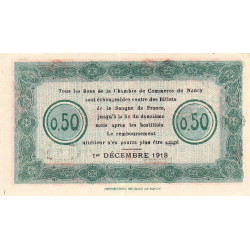 Tous les Bons de la Chambre de Commerce de Nancy
sont échangeables contre des Billets
de la Banque de France,
jusqu'à la fin du douzième
mois après les hostilités.
Le remboursement
n'en pourra plus être exigé
0.50
0.50
1er DÉCEMBRE 1918